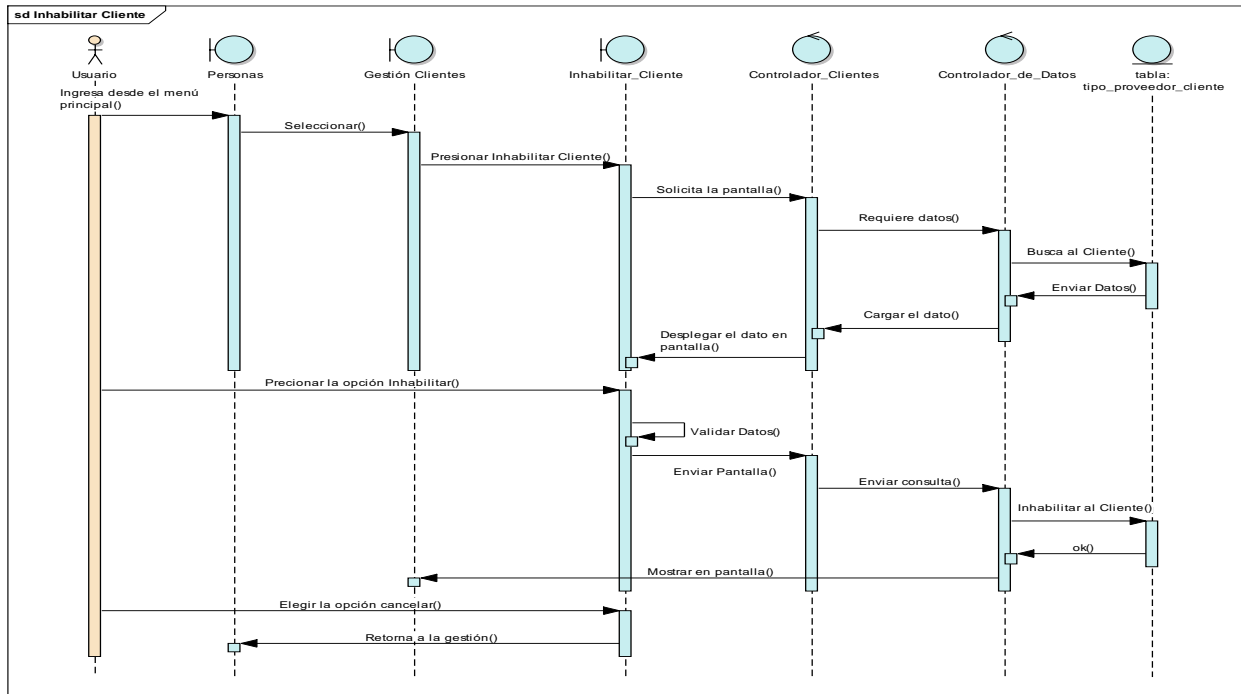 sd Inhabilitar Cliente
Usuario
Personas
Gestión Clientes
Inhabilitar_Cliente
Controlador_Clientes
Controlador_de_Datos
tabla:
tipo_proveedor_cliente
Ingresa desde el menú
principal()
Seleccionar()
Presionar Inhabilitar Cliente()
Solicita la pantalla()
Requiere datos()
Busca al Cliente()
Enviar Datos()
Cargar el dato()
Desplegar el dato en
pantalla()
Precionar la opción Inhabilitar()
Validar Datos()
Enviar Pantalla()
Enviar consulta()
Inhabilitar al Cliente()
ok()
Mostrar en pantalla()
Elegir la opción cancelar()
Retorna a la gestión()